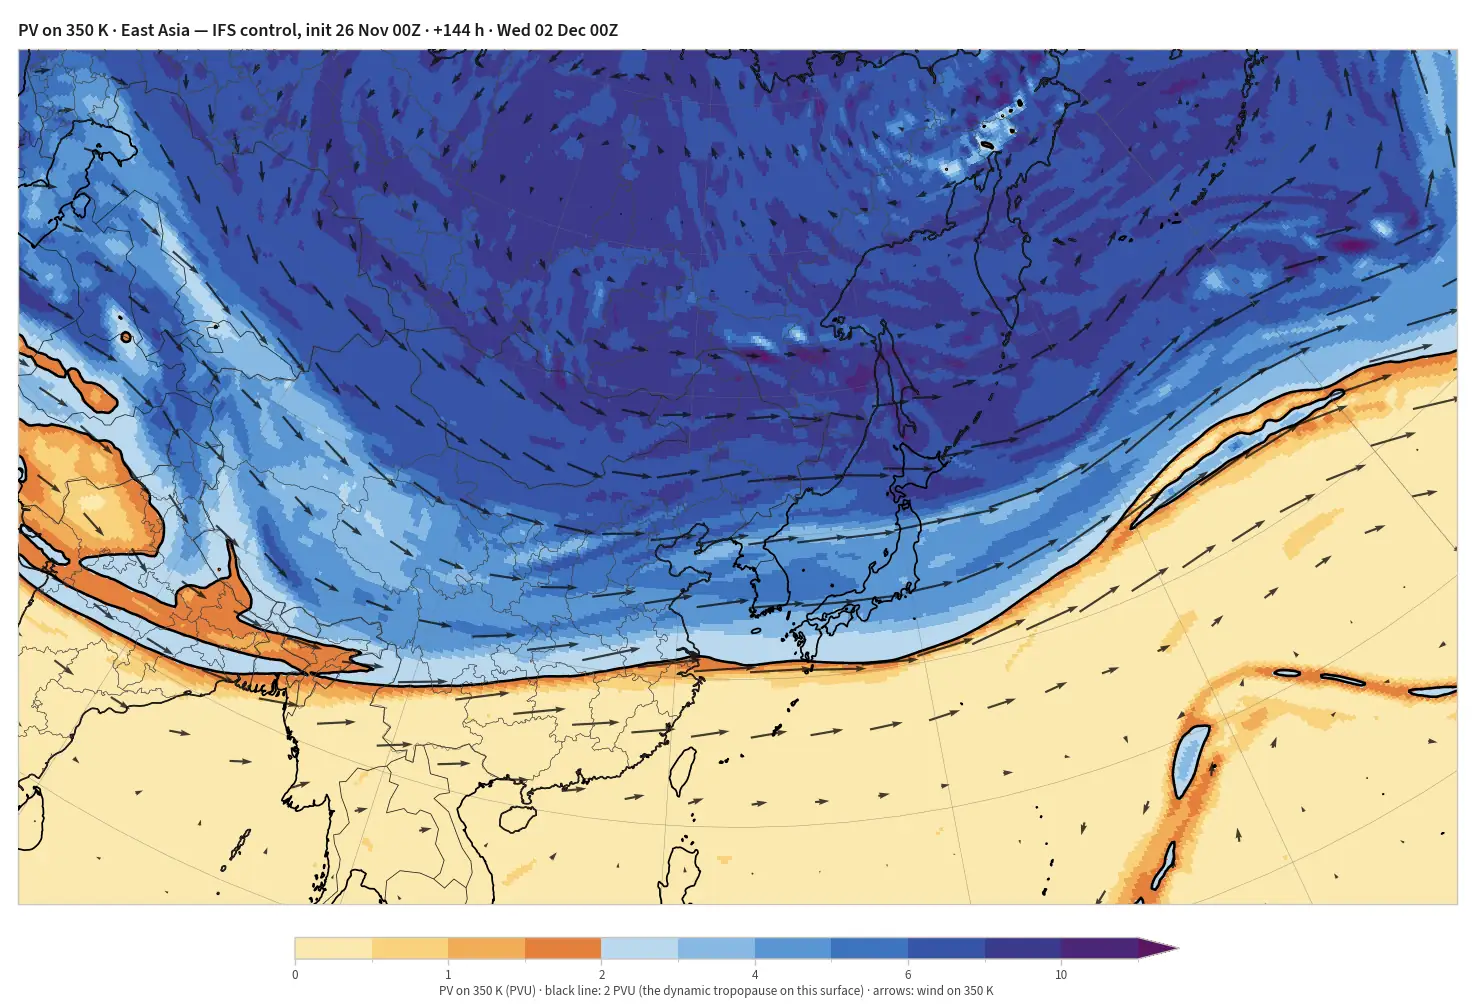 PV on 350 K · East Asia — IFS control, init 26 Nov 00Z · +144 h · Wed 02 Dec 00Z
0 1 2 4 6 10
PV on 350 K (PVU) · black line: 2 PVU (the dynamic tropopause on this surface) · arrows: wind on 350 K